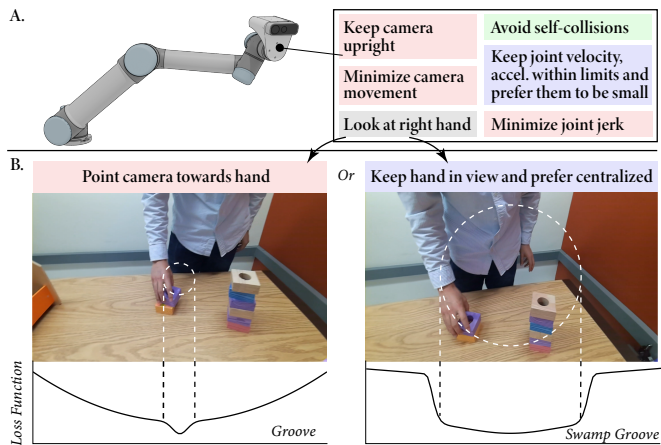 A.
Keep camera
upright
Minimize camera
movement
Look at right hand
Avoid self-collisions
Keep joint velocity,
accel. within limits and
prefer them to be small
Minimize joint jerk
B.
Point camera towards hand
Or
Keep hand in view and prefer centralized
Loss Function
Groove
Swamp Groove